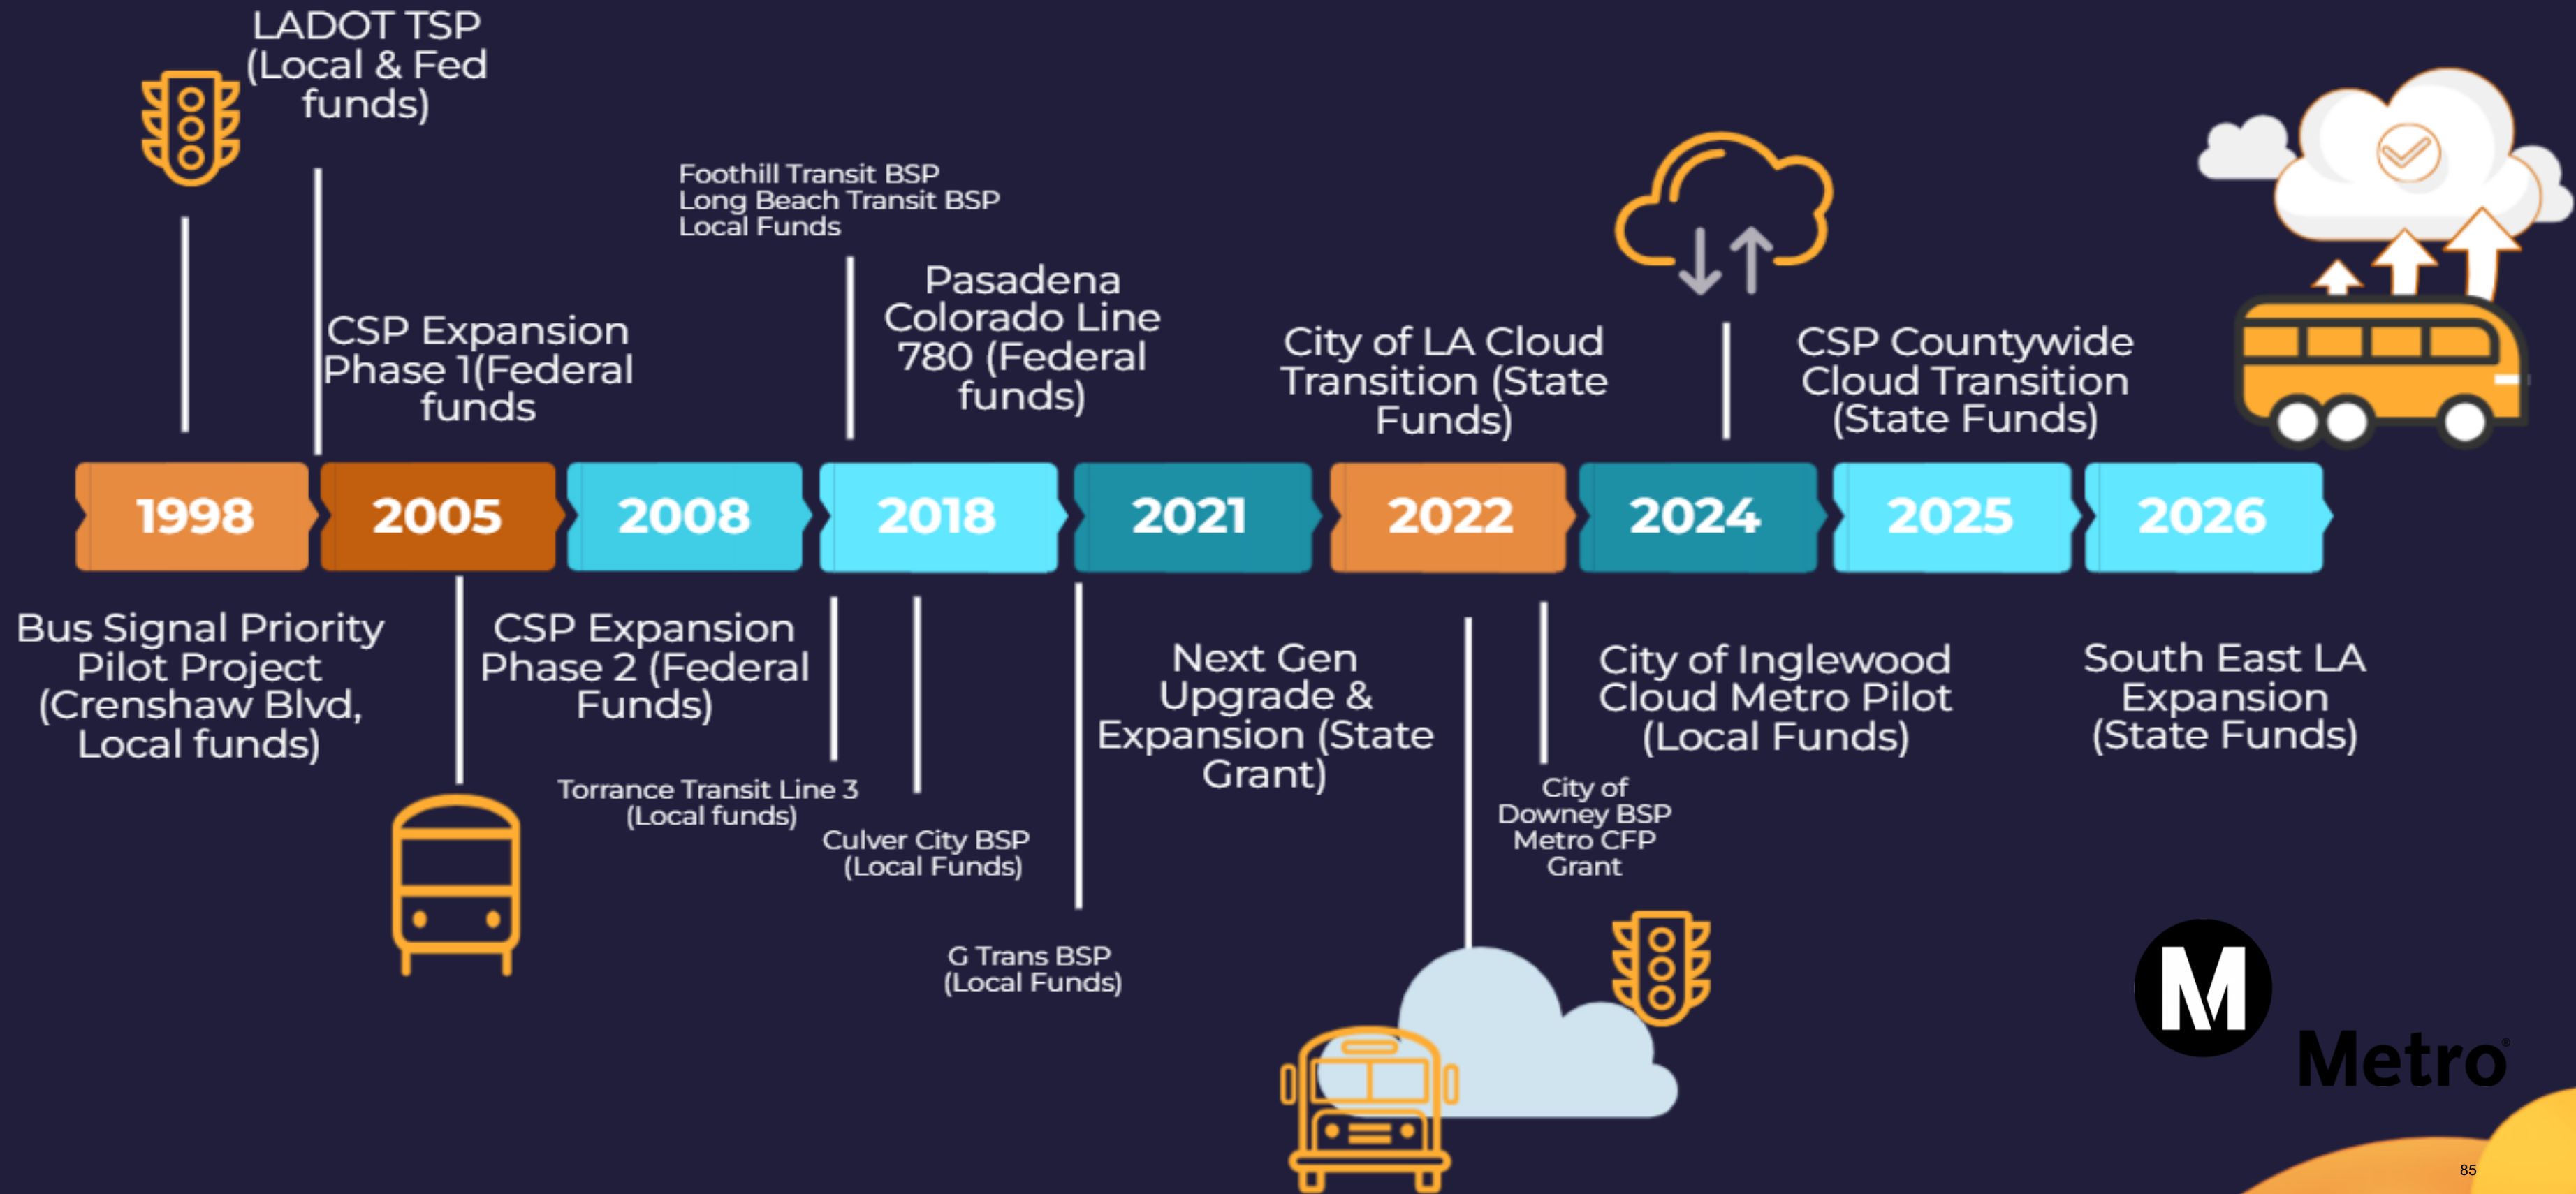 LADOT TSP
(Local & Fed
funds)
Foothill Transit BSP
Long Beach Transit BSP
Local Funds
CSP Expansion
Phase 1(Federal
funds
Pasadena
Colorado Line
780 (Federal
funds)
City of LA Cloud
Transition (State
Funds)
CSP Countywide
Cloud Transition
(State Funds)
1998
2005
2008
2018
2021
2022
2024
2025
2026
Bus Signal Priority
Pilot Project
(Crenshaw Blvd,
Local funds)
CSP Expansion
Phase 2 (Federal
Funds)
Torrance Transit Line 3
(Local funds)
Culver City BSP
(Local Funds)
G Trans BSP
(Local Funds)
Next Gen
Upgrade &
Expansion (State
Grant)
City of
Downey BSP
Metro CFP
Grant
City of Inglewood
Cloud Metro Pilot
(Local Funds)
South East LA
Expansion
(State Funds)
M
Metro®
85